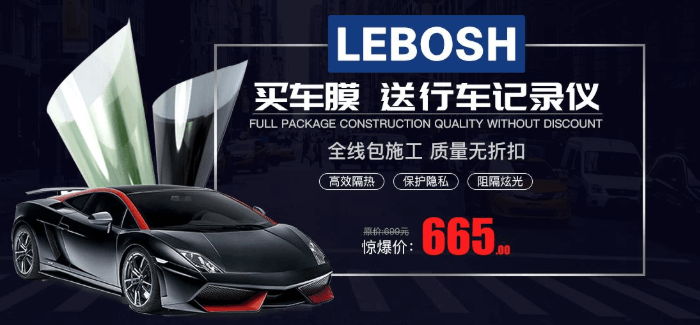 LEBOSH
买车膜 送行车记录仪
FULL PACKAGE CONSTRUCTION QUALITY WITHOUT DISCOUNT
全线包施工 质量无折扣
高效隔热 保护隐私 阻隔炫光
原价:699元
惊爆价: 665.00